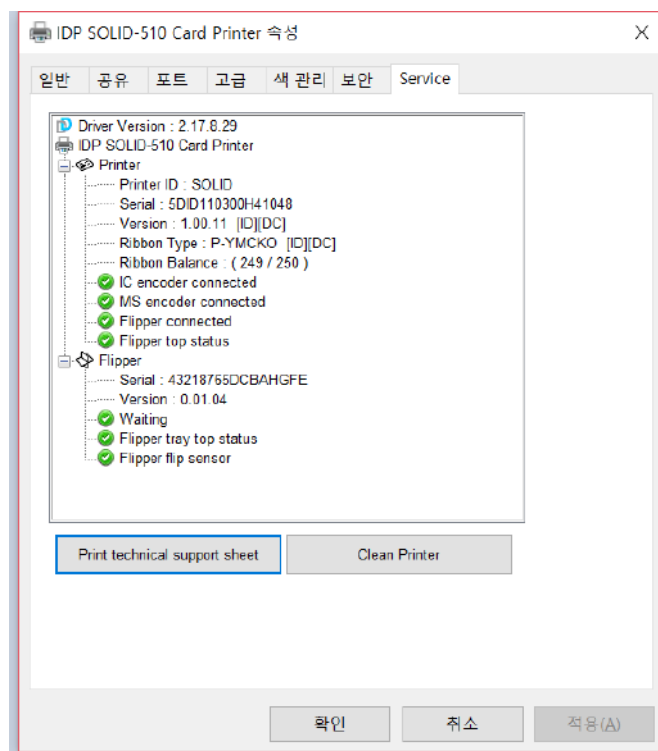 IDP SOLID-510 Card Printer 속성
일반 공유 포트 고급 색 관리 보안 Service
Driver Version : 2.17.8.29
IDP SOLID-510 Card Printer
Printer
Printer ID : SOLID
Serial : 5DID110300H41048
Version : 1.00.11 [ID][DC]
Ribbon Type : P-YMCKO [ID][DC]
Ribbon Balance : ( 249 / 250 )
IC encoder connected
MS encoder connected
Flipper connected
Flipper top status
Flipper
Serial : 43218765DCBAHGFE
Version : 0.01.04
Waiting
Flipper tray top status
Flipper flip sensor
Print technical support sheet Clean Printer
확인 취소 적용(A)